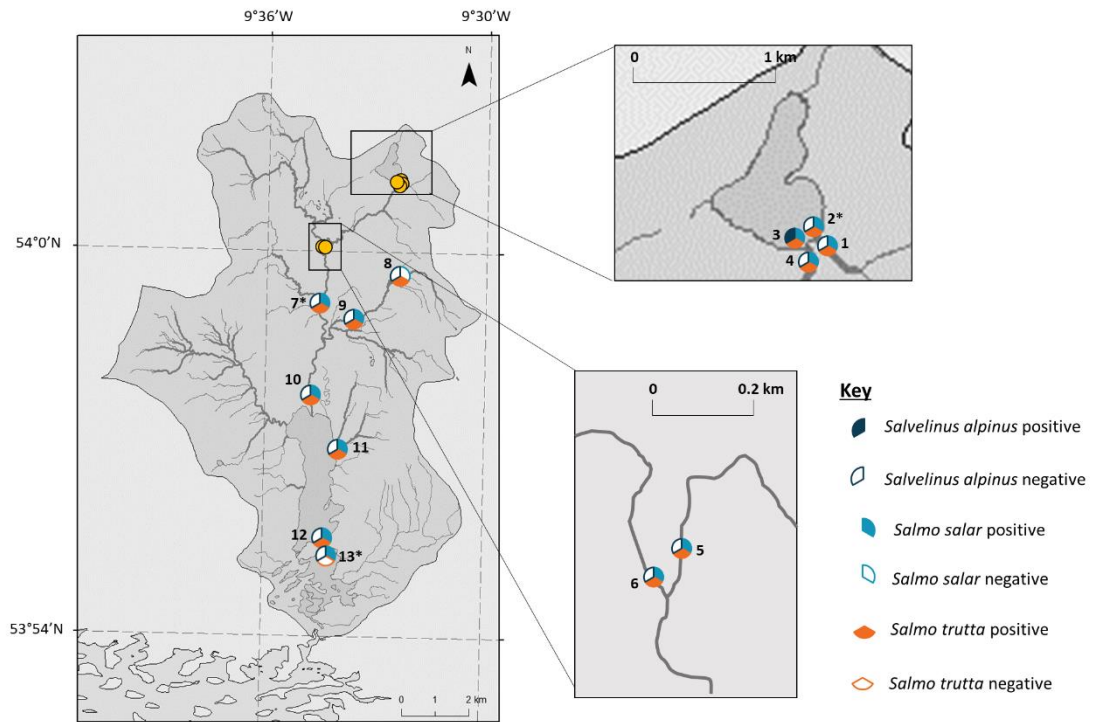 9°36'W
9°30'W
N
54°0'N
53°54'N
8
7*
9
10
11
12
13*
0 1 2 km
0 1 km
2*
3
1
4
0 0.2 km
5
6
Key
Salvelinus alpinus positive
Salvelinus alpinus negative
Salmo salar positive
Salmo salar negative
Salmo trutta positive
Salmo trutta negative